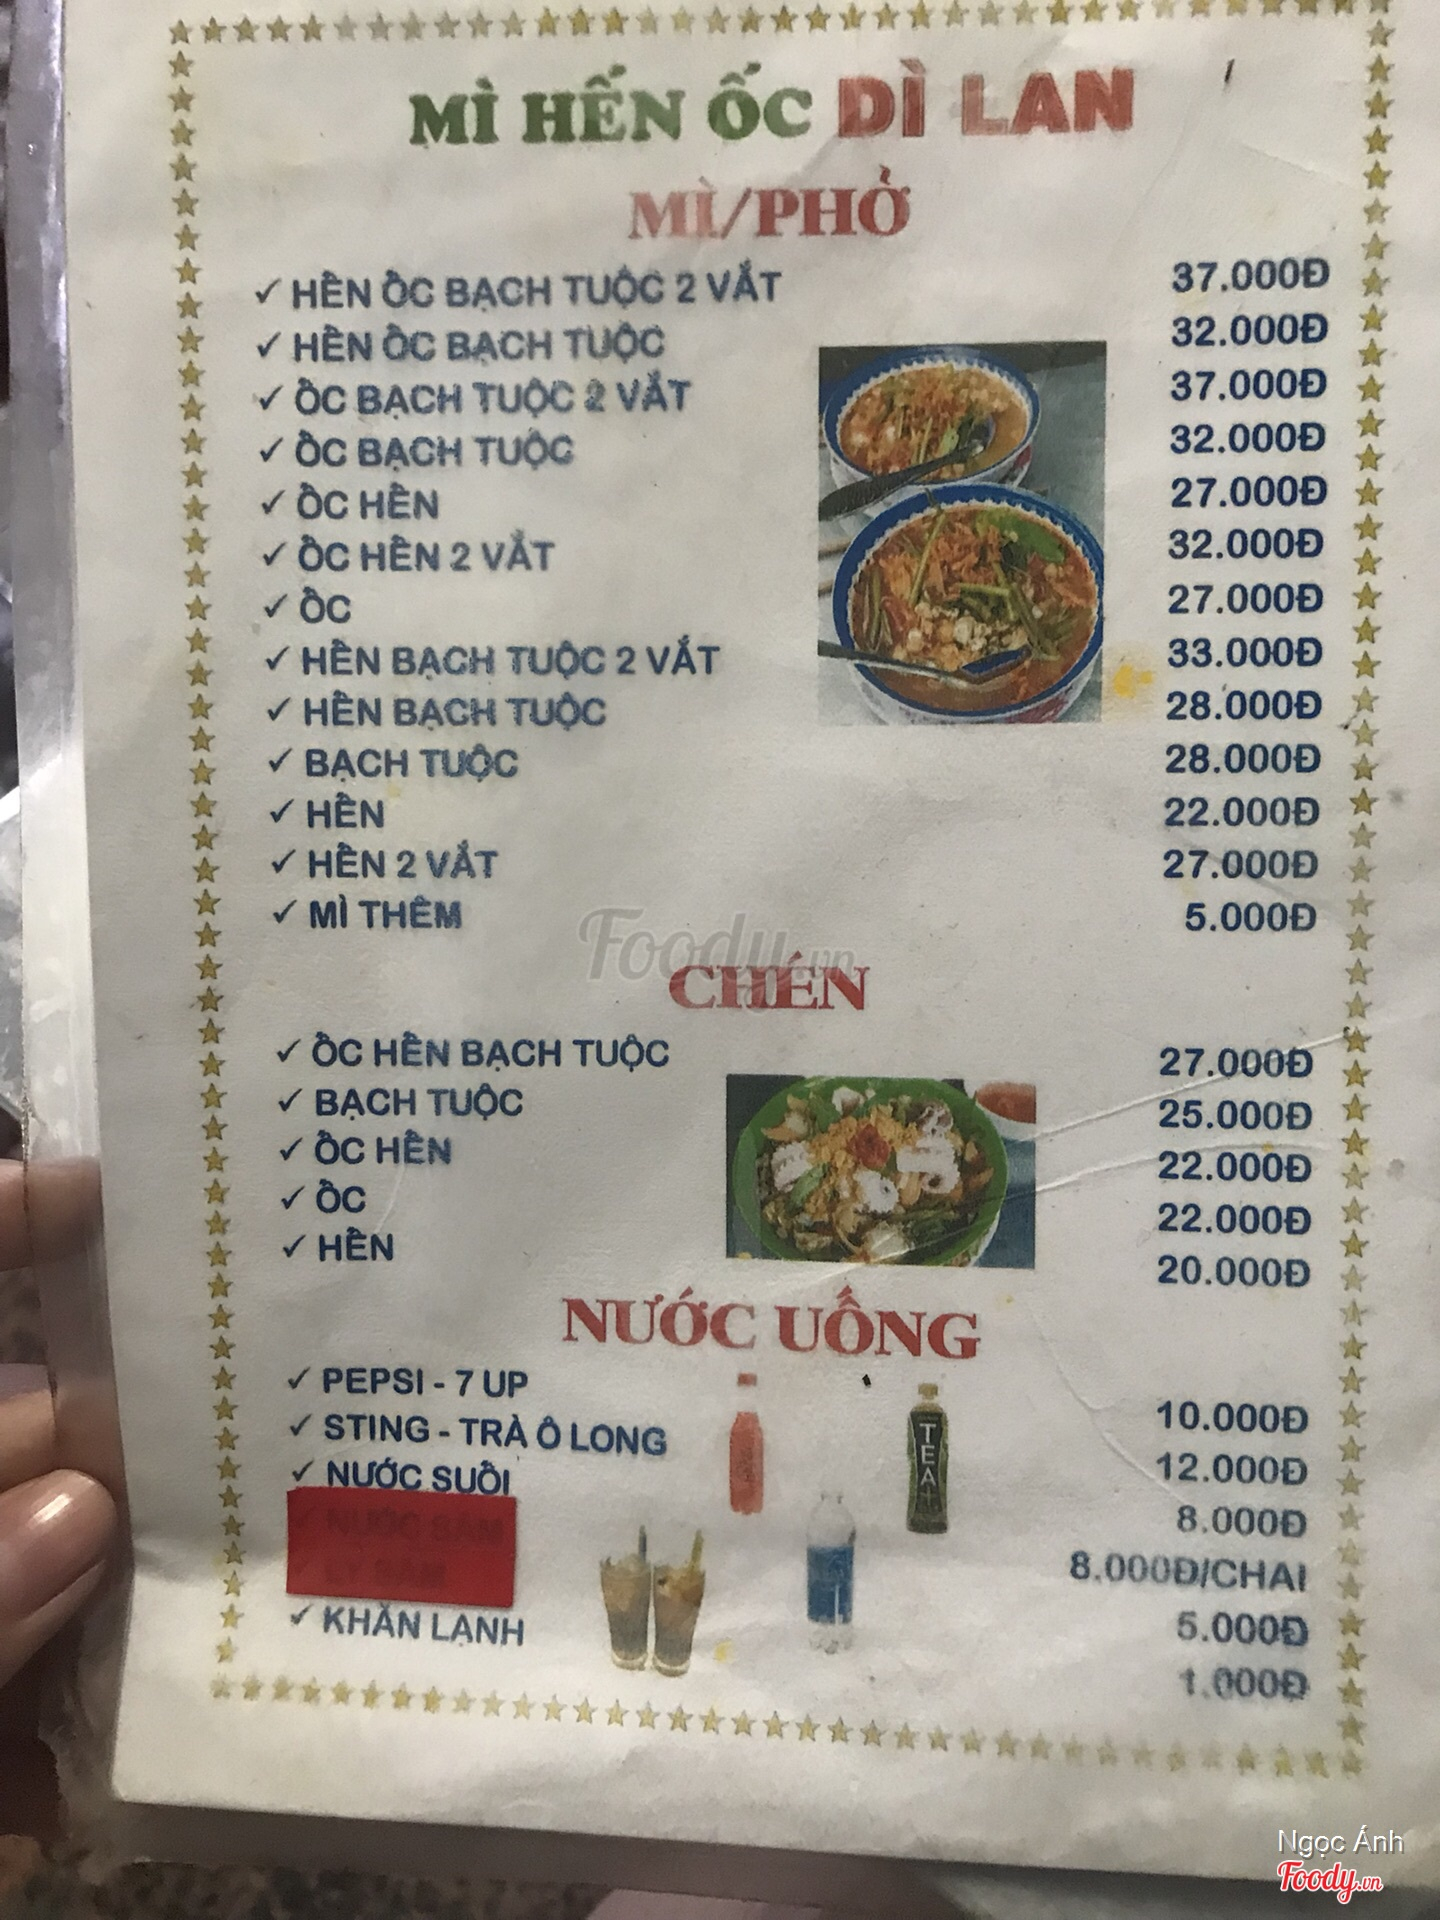 MÌ HẾN ỐC DÌ LAN
MÌ/PHỞ
✓ HẾN ỐC BẠCH TUỘC 2 VẮT 37.000Đ
✓ HẾN ỐC BẠCH TUỘC 32.000Đ
✓ ỐC BẠCH TUỘC 2 VẮT 37.000Đ
✓ ỐC BẠCH TUỘC 32.000Đ
✓ ỐC HẾN 27.000Đ
✓ ỐC HẾN 2 VẮT 32.000Đ
✓ ỐC 27.000Đ
✓ HẾN BẠCH TUỘC 2 VẮT 33.000Đ
✓ HẾN BẠCH TUỘC 28.000Đ
✓ BẠCH TUỘC 28.000Đ
✓ HẾN 22.000Đ
✓ HẾN 2 VẮT 27.000Đ
✓ MÌ THÊM 5.000Đ
Foody.vn
CHÉN
✓ ỐC HẾN BẠCH TUỘC 27.000Đ
✓ BẠCH TUỘC 25.000Đ
✓ ỐC HẾN 22.000Đ
✓ ỐC 22.000Đ
✓ HẾN 20.000Đ
NƯỚC UỐNG
✓ PEPSI - 7 UP 10.000Đ
✓ STING - TRÀ Ô LONG 12.000Đ
✓ NƯỚC SUỐI 8.000Đ
NƯỚC SÂM 8.000Đ/CHAI
LY SÂM 5.000Đ
✓ KHĂN LẠNH 1.000Đ
TEA
Ngọc Ánh
Foody.vn